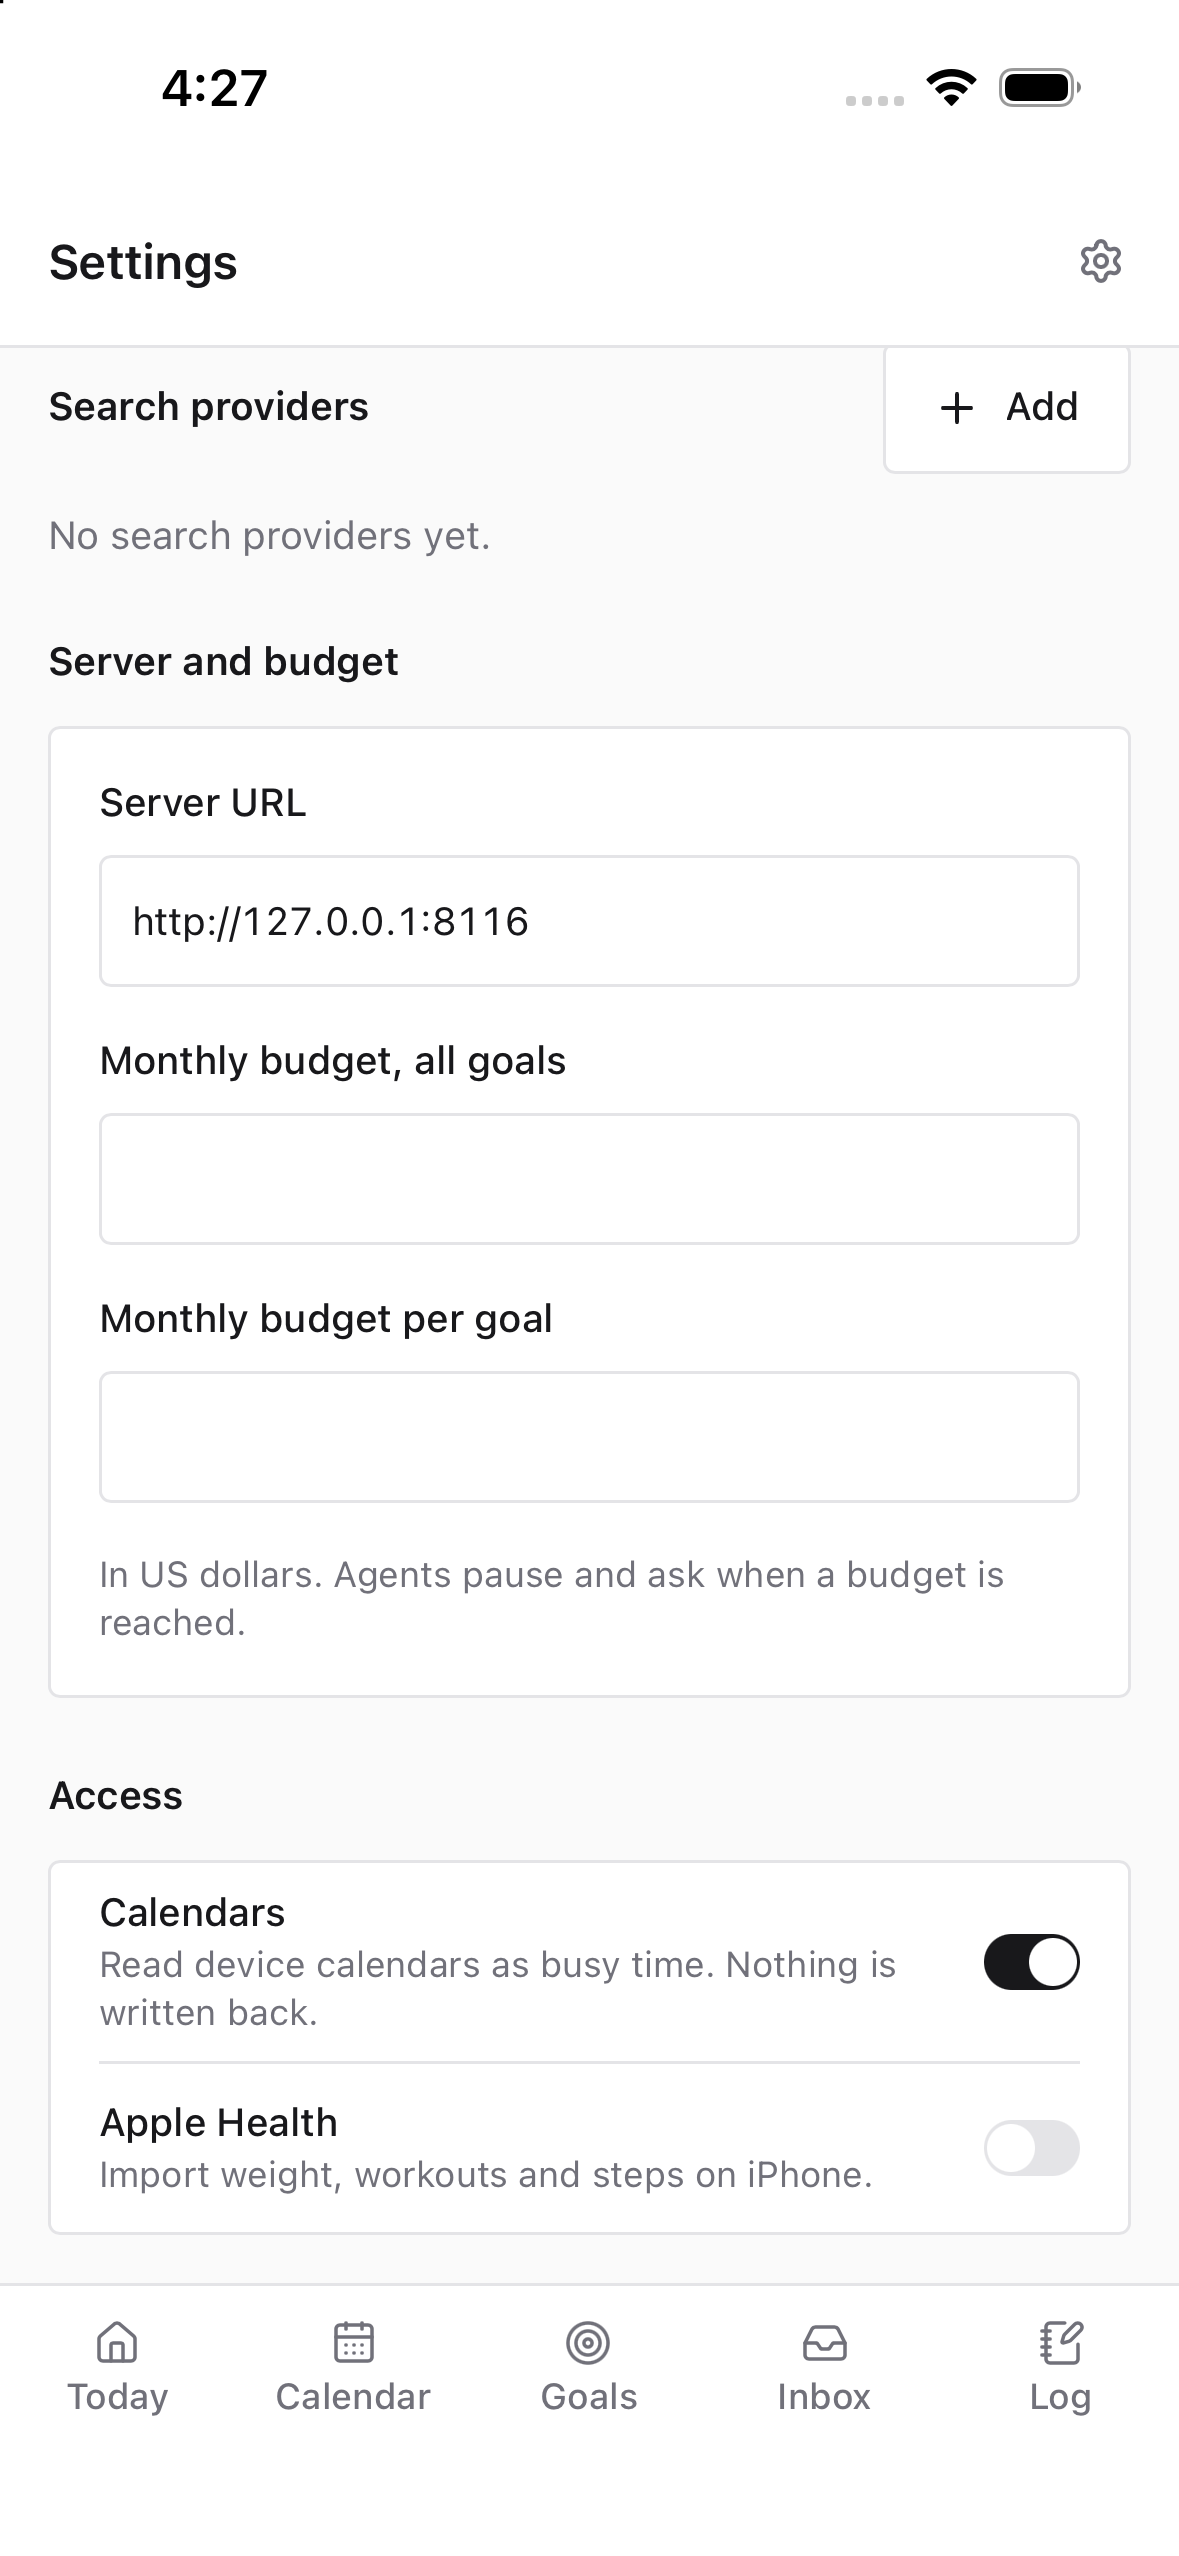 4:27
Settings
Search providers
Add
No search providers yet.
Server and budget
Server URL
http://127.0.0.1:8116
Monthly budget, all goals
Monthly budget per goal
In US dollars. Agents pause and ask when a budget is
reached.
Access
Calendars
Read device calendars as busy time. Nothing is
written back.
Apple Health
Import weight, workouts and steps on iPhone.
Today
Calendar
Goals
Inbox
Log